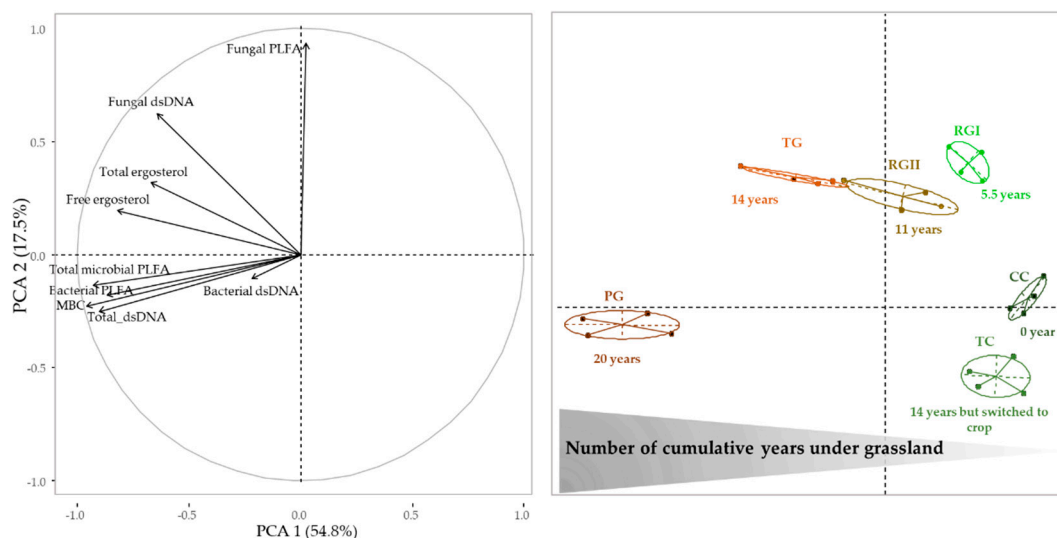 1.0
0.5
0.0
-0.5
-1.0
PCA 2 (17.5%)
Fungal PLFA
Fungal dsDNA
Total ergosterol
Free ergosterol
Total microbial PLFA
Bacterial PLFA
MBC
Total_dsDNA
Bacterial dsDNA
-1.0 -0.5 0.0 0.5 1.0
PCA 1 (54.8%)
RGI
5.5 years
TG
14 years
RGII
11 years
CC
0 year
PG
20 years
TC
14 years but switched to
crop
Number of cumulative years under grassland